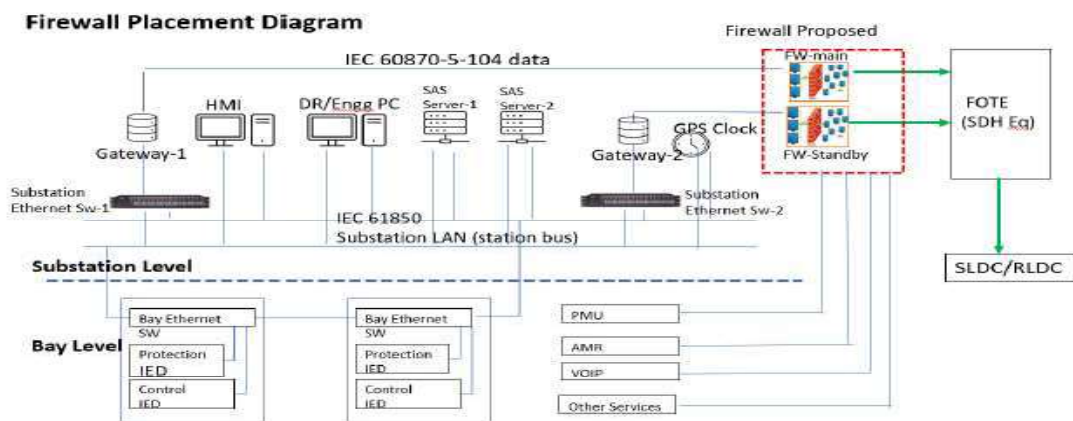 Firewall Placement Diagram
Firewall Proposed
IEC 60870-5-104 data
FW-main
HMI
DR/Engg PC
SAS
Server-1
SAS
Server-2
FOTE
(SDH Eq)
Gateway-1
Gateway-2
GPS Clock
FW-Standby
Substation
Ethernet Sw-1
Substation
Ethernet Sw-2
IEC 61850
Substation LAN (station bus)
Substation Level
SLDC/RLDC
Bay Level
Bay Ethernet
SW
Protection
IED
Control
IED
Bay Ethernet
SW
Protection
IED
Control
IED
PMU
AMR
VOIP
Other Services